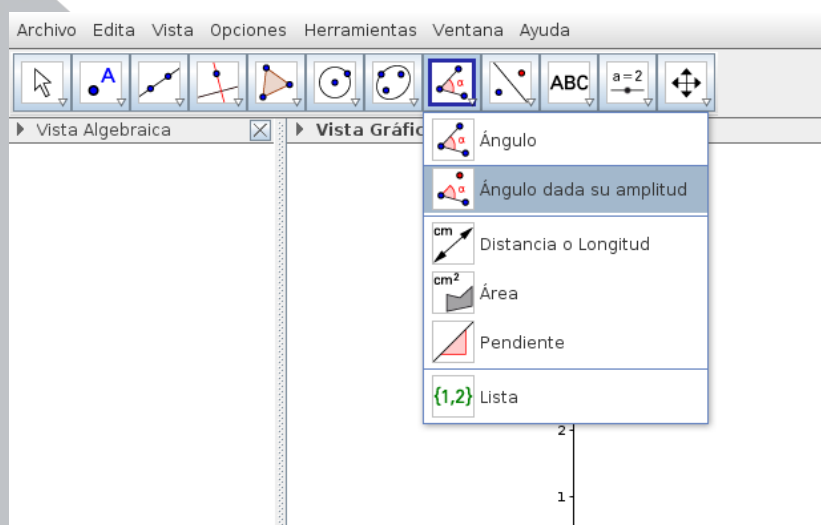 Archivo Edita Vista Opciones Herramientas Ventana Ayuda
A α ABC a=2
Vista Algebraica Vista Gráfic
α Ángulo
α Ángulo dada su amplitud
cm Distancia o Longitud
cm² Área
Pendiente
{1,2} Lista
2
1